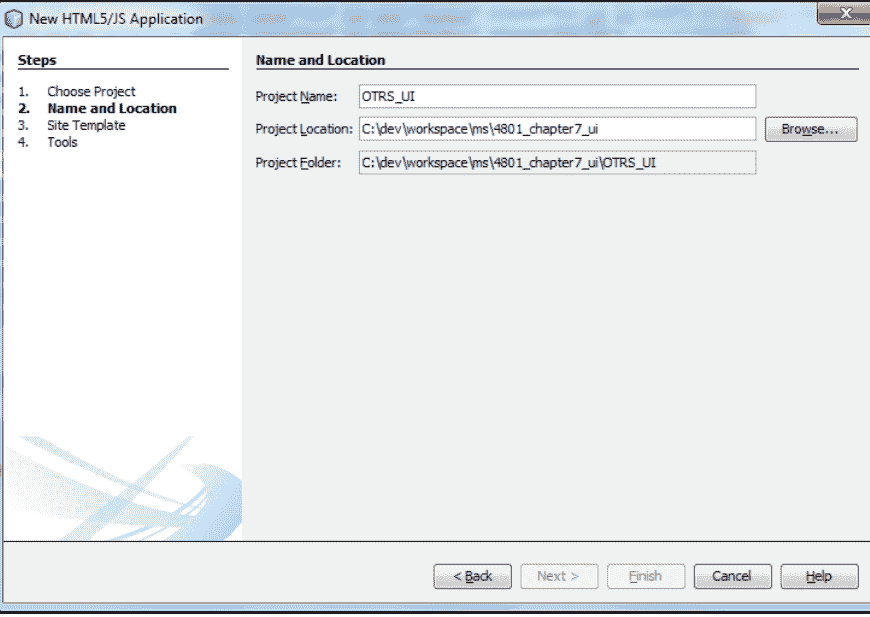 New HTML5/JS Application
Steps
1. Choose Project
2. Name and Location
3. Site Template
4. Tools
Name and Location
Project Name: OTRS_UI
Project Location: C:\dev\workspace\ms\4801_chapter7_ui Browse...
Project Folder: C:\dev\workspace\ms\4801_chapter7_ui\OTRS_UI
< Back Next > Finish Cancel Help